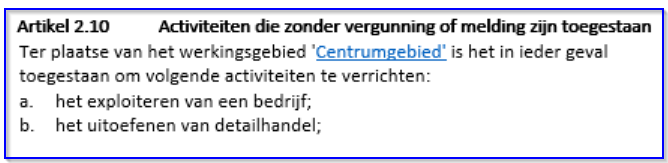 Artikel 2.10 Activiteiten die zonder vergunning of melding zijn toegestaan
Ter plaatse van het werkingsgebied 'Centrumgebied' is het in ieder geval
toegestaan om volgende activiteiten te verrichten:
a. het exploiteren van een bedrijf;
b. het uitoefenen van detailhandel;